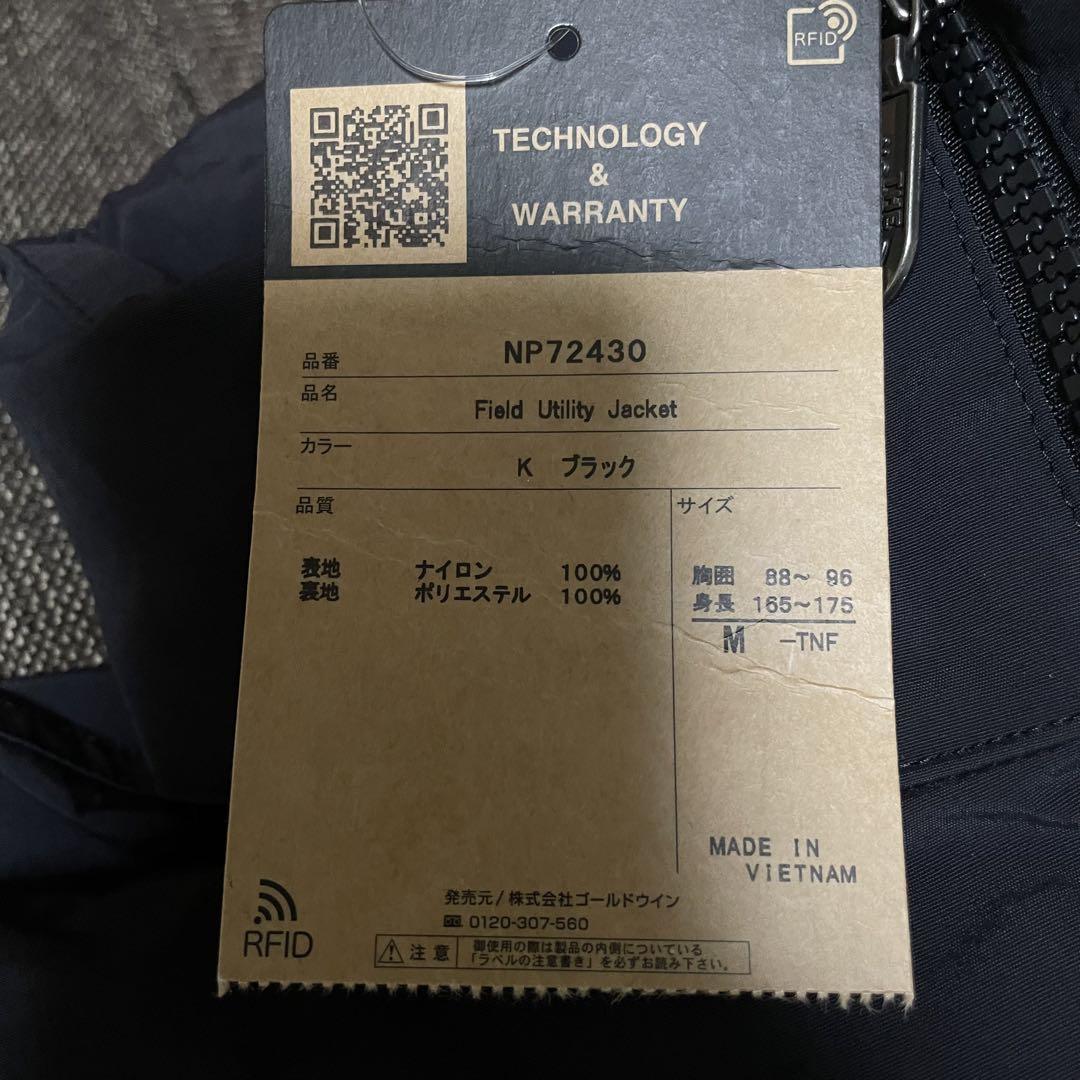 RFID
TECHNOLOGY
&
WARRANTY
THE
品番 NP72430
品名
Field Utility Jacket
カラー
K ブラック
品質
サイズ
表地 ナイロン 100%
裏地 ポリエステル 100%
胸囲 88～ 96
身長 165～175
M -TNF
MADE IN
VIETNAM
発売元/株式会社ゴールドウイン
0120-307-560
RFID
注意
御使用の際は製品の内側についている
「ラベルの注意書き」を必ずお読み下さい。